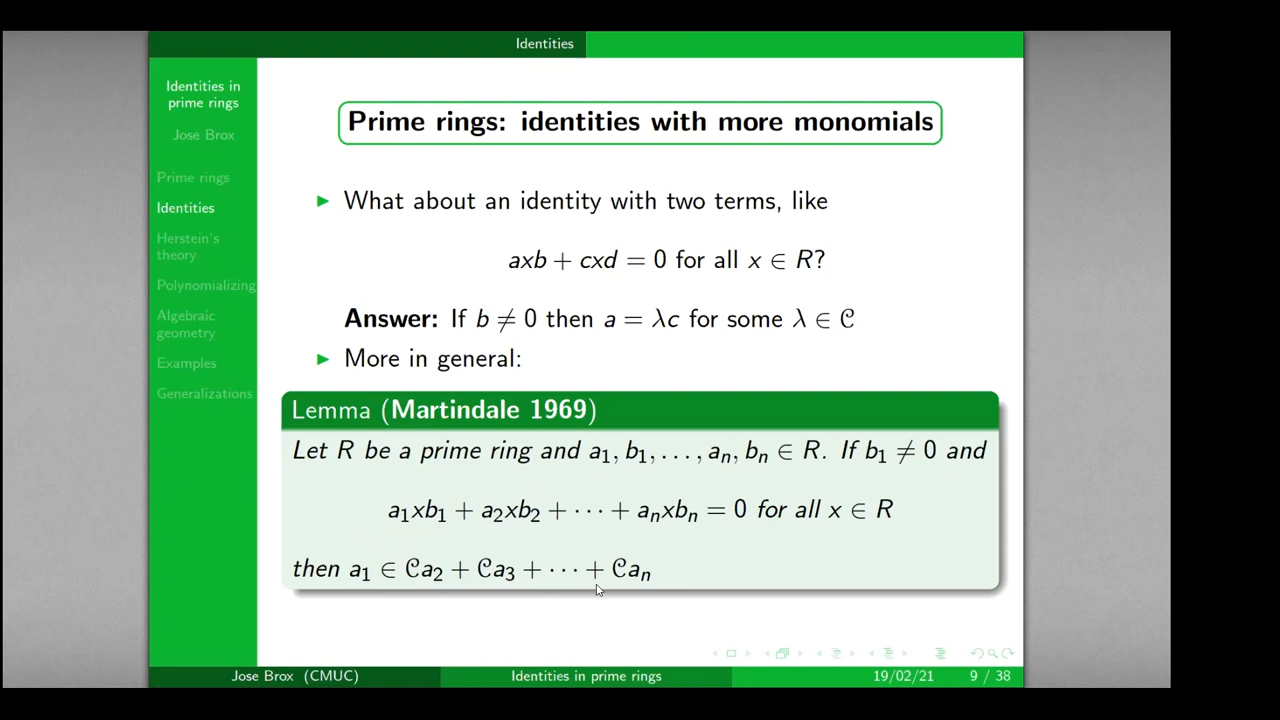 Identities
Identities in
prime rings
Jose Brox
Prime rings
Identities
Herstein's
theory
Polynomializing
Algebraic
geometry
Examples
Generalizations
Prime rings: identities with more monomials
What about an identity with two terms, like
axb + cxd = 0 for all x ∈ R?
Answer: If b ≠ 0 then a = λc for some λ ∈ 𝒞
More in general:
Lemma (Martindale 1969)
Let R be a prime ring and a₁, b₁, …, aₙ, bₙ ∈ R. If b₁ ≠ 0 and
a₁xb₁ + a₂xb₂ + ⋯ + aₙxbₙ = 0 for all x ∈ R
then a₁ ∈ 𝒞a₂ + 𝒞a₃ + ⋯ + 𝒞aₙ
Jose Brox (CMUC) Identities in prime rings 19/02/21 9 / 38